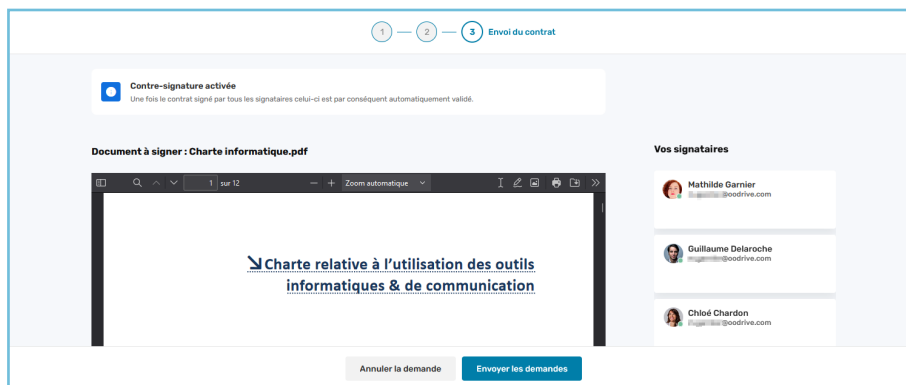 1 2 3 Envoi du contrat
Contre-signature activée
Une fois le contrat signé par tous les signataires celui-ci est par conséquent automatiquement validé.
Document à signer : Charte informatique.pdf
1 sur 12 Zoom automatique
Charte relative à l'utilisation des outils
informatiques & de communication
Vos signataires
Mathilde Garnier
@oodrive.com
Guillaume Delaroche
@oodrive.com
Chloé Chardon
@oodrive.com
Annuler la demande Envoyer les demandes